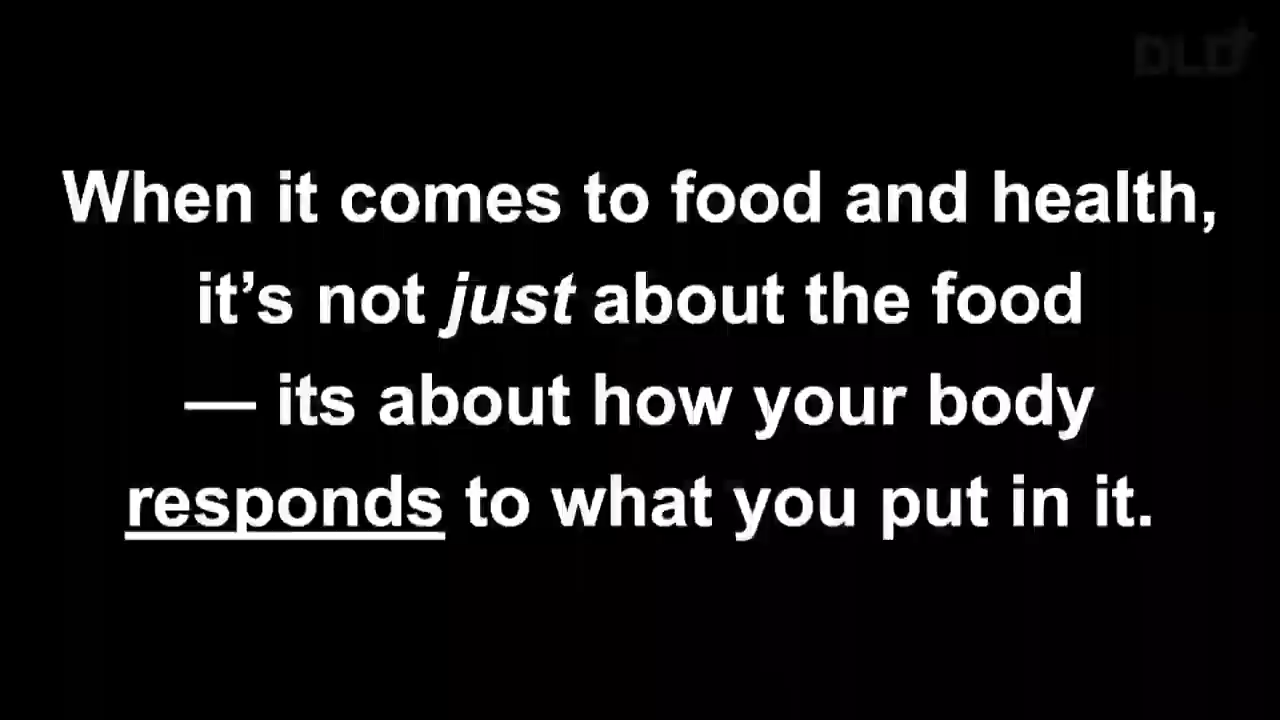 DLD
When it comes to food and health,
it’s not just about the food
— its about how your body
responds to what you put in it.